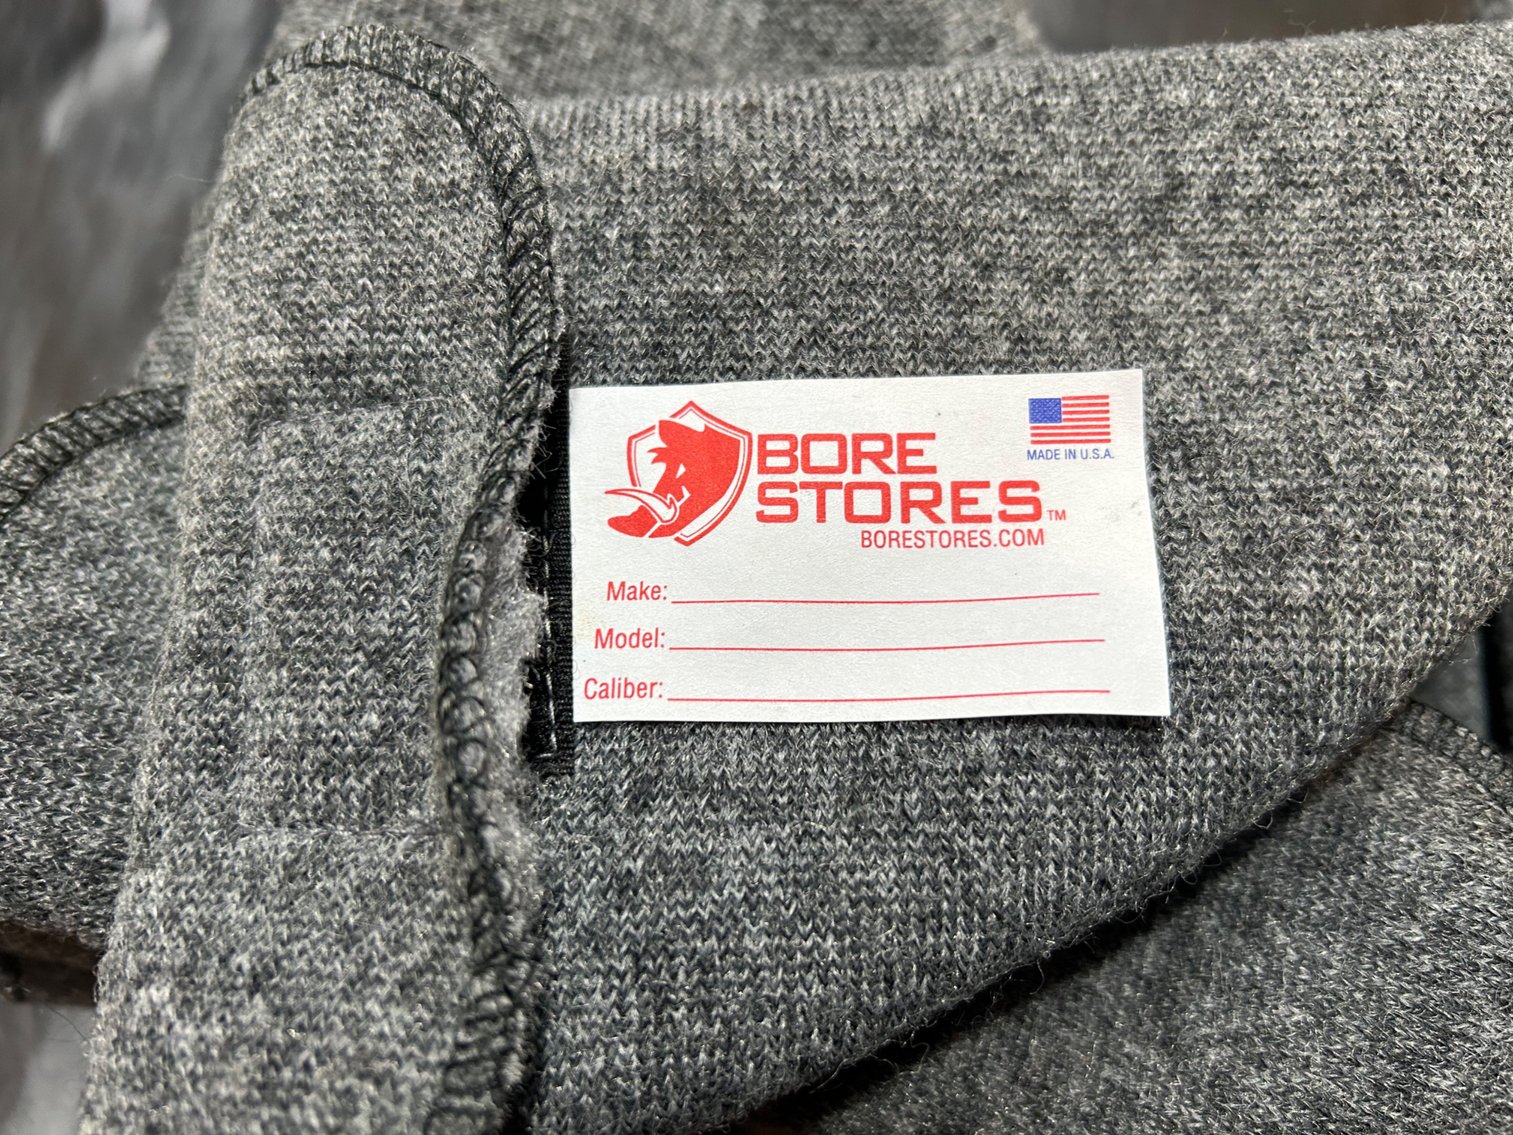 BORE
STORES™
BORESTORES.COM
MADE IN U.S.A.
Make:
Model:
Caliber: